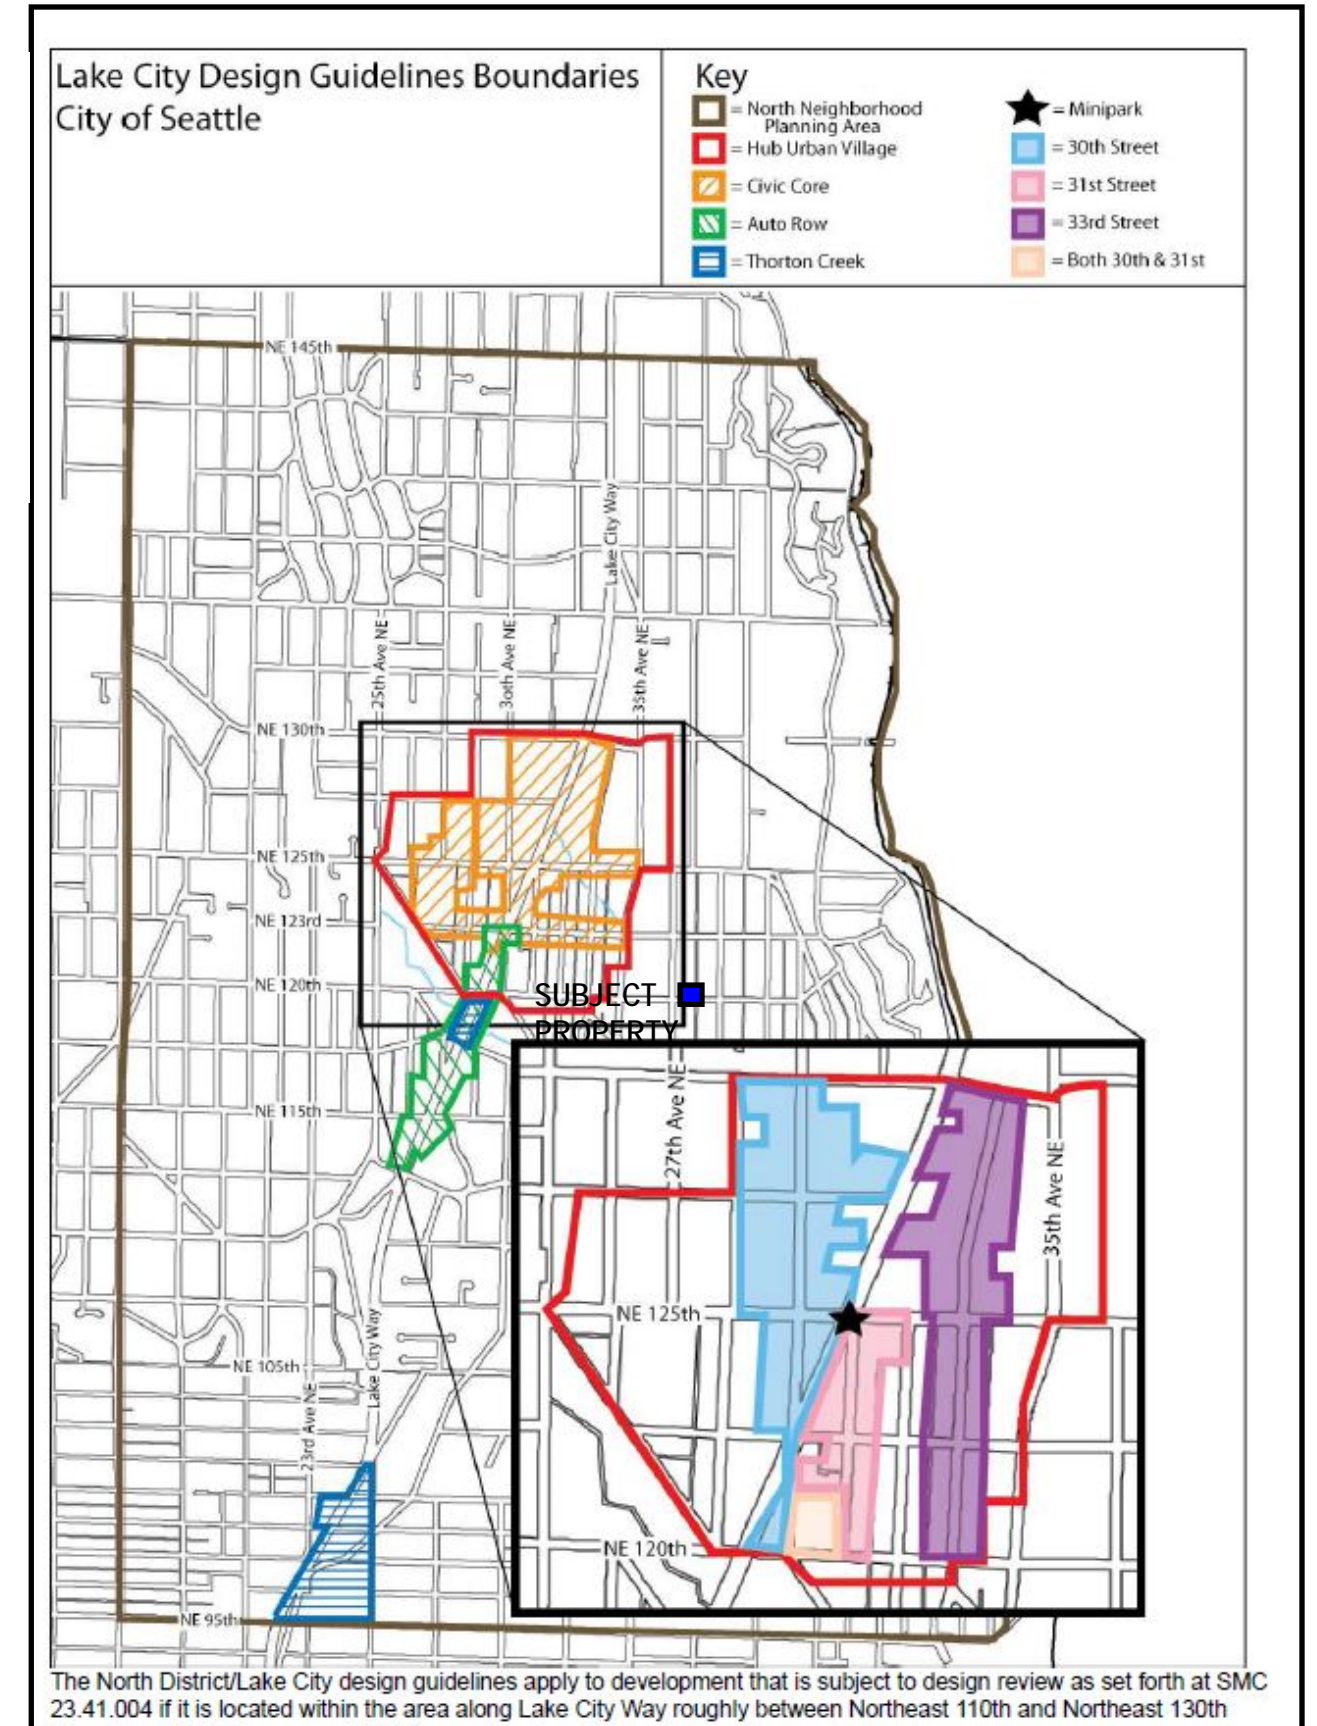 Lake City Design Guidelines Boundaries
City of Seattle
Key
= North Neighborhood
Planning Area
= Hub Urban Village
= Civic Core
= Auto Row
= Thorton Creek
= Minipark
= 30th Street
= 31st Street
= 33rd Street
= Both 30th & 31st
NE 145th
Lake City Way
25th Ave NE
30th Ave NE
35th Ave NE
NE 130th
NE 125th
NE 123rd
NE 120th
SUBJECT
PROPERTY
27th Ave NE
NE 115th
35th Ave NE
NE 125th
NE 105th
Lake City Way
23rd Ave NE
NE 120th
NE 95th
The North District/Lake City design guidelines apply to development that is subject to design review as set forth at SMC
23.41.004 if it is located within the area along Lake City Way roughly between Northeast 110th and Northeast 130th